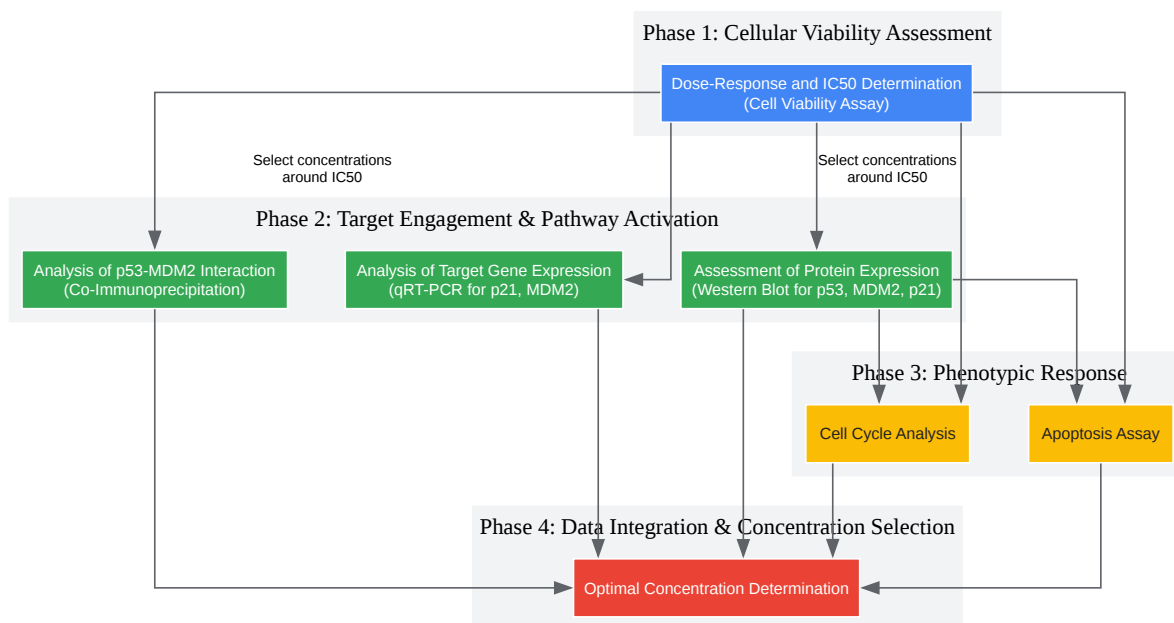 Phase 1: Cellular Viability Assessment
Dose-Response and IC50 Determination
(Cell Viability Assay)
Select concentrations
around IC50
Select concentrations
around IC50
Phase 2: Target Engagement & Pathway Activation
Analysis of p53-MDM2 Interaction
(Co-Immunoprecipitation)
Analysis of Target Gene Expression
(qRT-PCR for p21, MDM2)
Assessment of Protein Expression
(Western Blot for p53, MDM2, p21)
Phase 3: Phenotypic Response
Cell Cycle Analysis
Apoptosis Assay
Phase 4: Data Integration & Concentration Selection
Optimal Concentration Determination